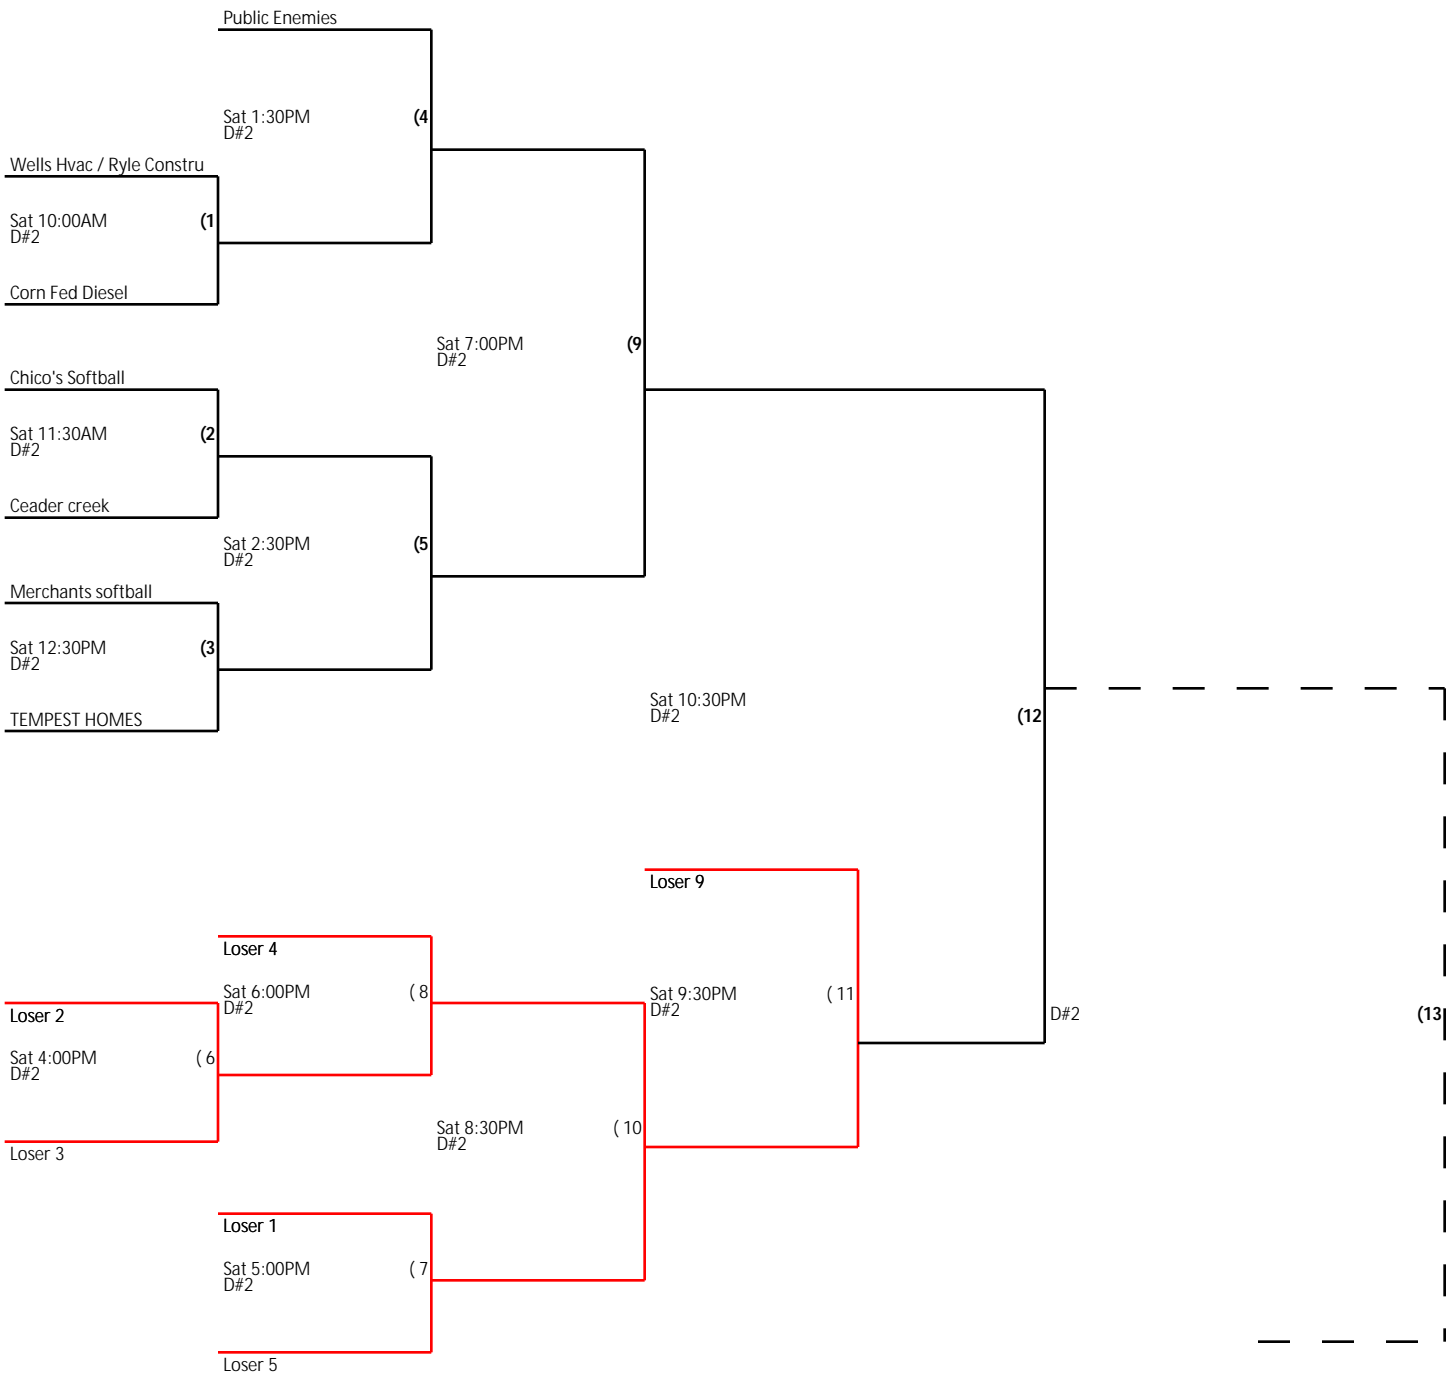 Public Enemies
Sat 1:30PM (4
D#2
Wells Hvac / Ryle Constru
Sat 10:00AM (1
D#2
Corn Fed Diesel
Sat 7:00PM (9
D#2
Chico's Softball
Sat 11:30AM (2
D#2
Ceader creek
Sat 2:30PM (5
D#2
Merchants softball
Sat 12:30PM (3
D#2
TEMPEST HOMES
Sat 10:30PM (12
D#2
Loser 9
Loser 4
Sat 6:00PM ( 8
D#2
Sat 9:30PM ( 11
D#2
D#2 (13
Loser 2
Sat 4:00PM ( 6
D#2
Loser 3
Sat 8:30PM ( 10
D#2
Loser 1
Sat 5:00PM ( 7
D#2
Loser 5